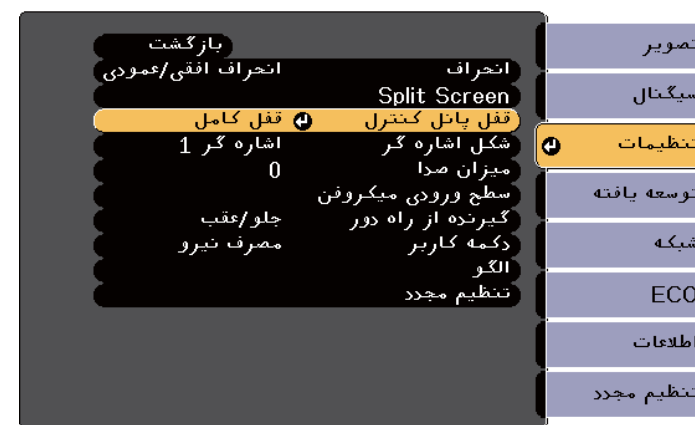 تصویر
سیگنال
تنظیمات
توسعه یافته
شبکه
ECO
اطلاعات
تنظیم مجدد
بازگشت
انحراف انحراف افقی/عمودی
Split Screen
قفل پانل کنترل قفل کامل
شکل اشاره گر اشاره گر 1
میزان صدا 0
سطح ورودی میکروفن
گیرنده از راه دور جلو/عقب
دکمه کاربر مصرف نیرو
الگو
تنظیم مجدد